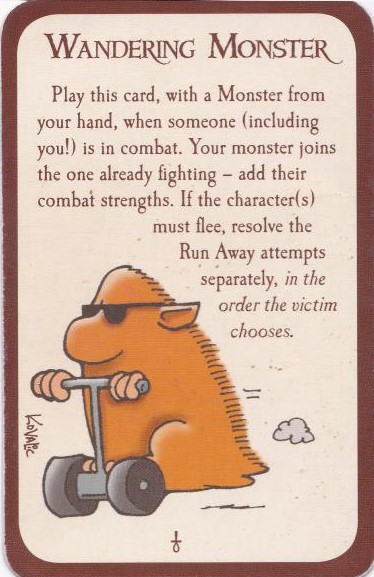 WANDERING MONSTER
Play this card, with a Monster from
your hand, when someone (including
you!) is in combat. Your monster joins
the one already fighting – add their
combat strengths. If the character(s)
must flee, resolve the
Run Away attempts
separately, in the
order the victim
chooses.
KOVALIC